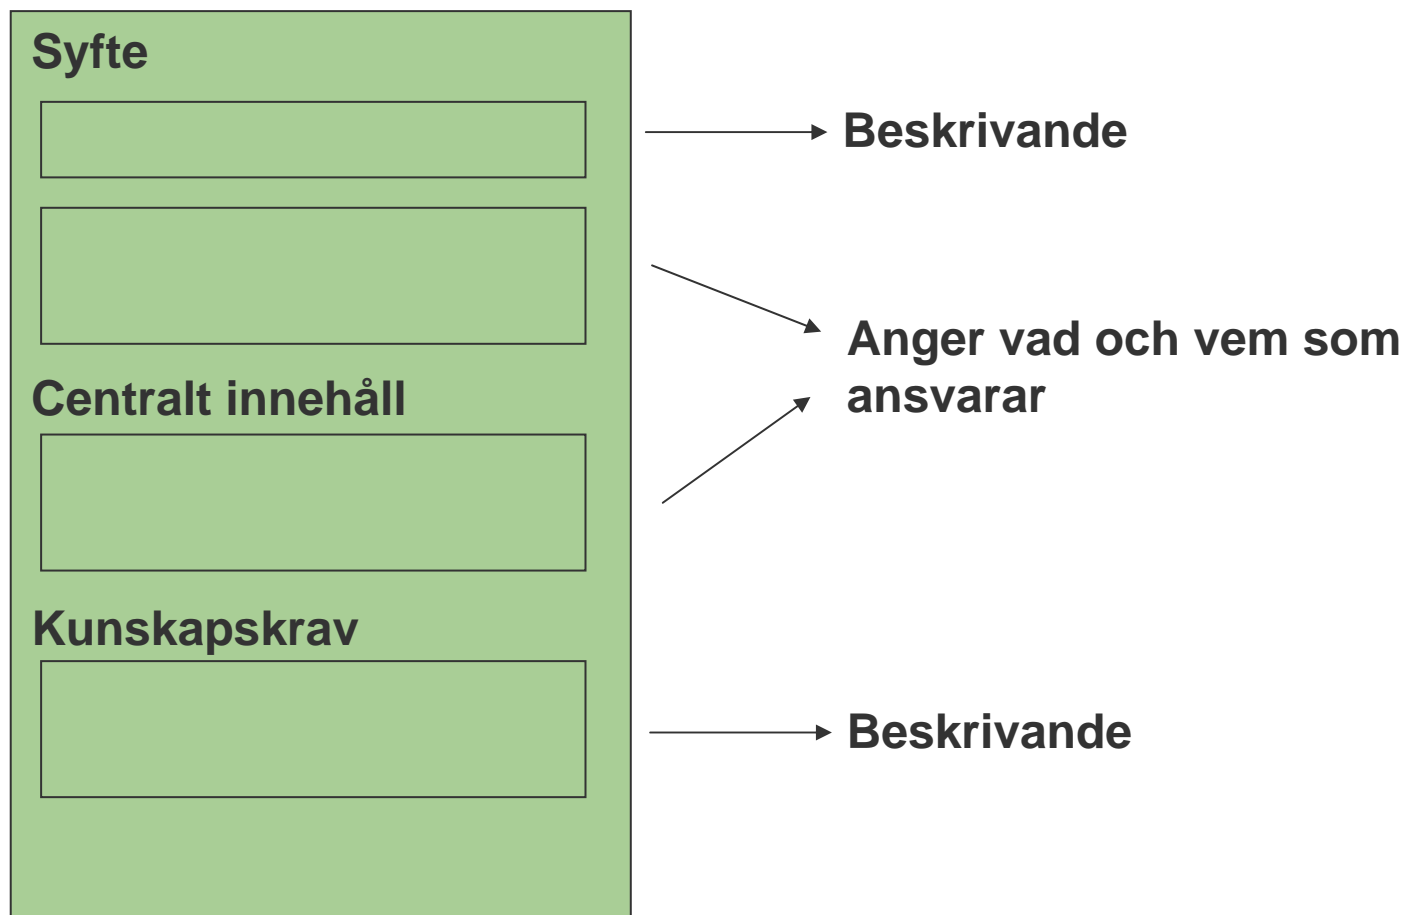 Syfte
Beskrivande
Anger vad och vem som
ansvarar
Centralt innehåll
Kunskapskrav
Beskrivande